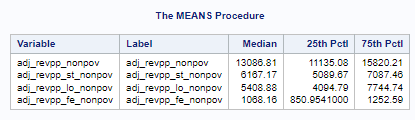 The MEANS Procedure
Variable Label Median 25th Pctl 75th Pctl
adj_revpp_nonpov adj_revpp_nonpov 13086.81 11135.08 15820.21
adj_revpp_st_nonpov adj_revpp_st_nonpov 6167.17 5089.67 7087.46
adj_revpp_lo_nonpov adj_revpp_lo_nonpov 5408.88 4094.79 7744.74
adj_revpp_fe_nonpov adj_revpp_fe_nonpov 1068.16 850.9541000 1252.59